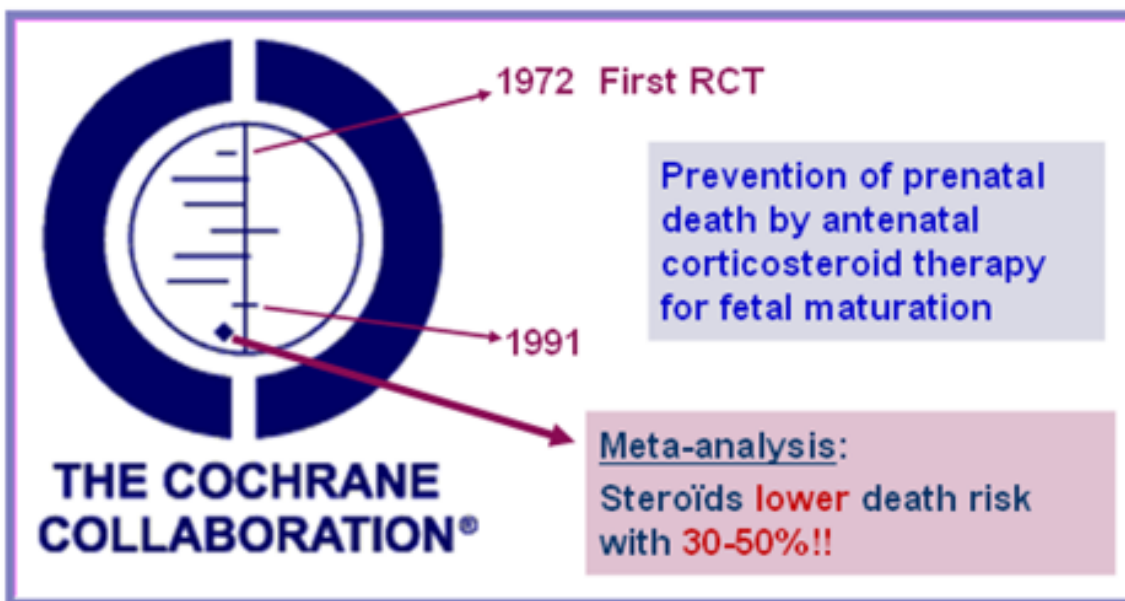 1972 First RCT
Prevention of prenatal
death by antenatal
corticosteroid therapy
for fetal maturation
1991
THE COCHRANE
COLLABORATION®
Meta-analysis:
Steroïds lower death risk
with 30-50%!!